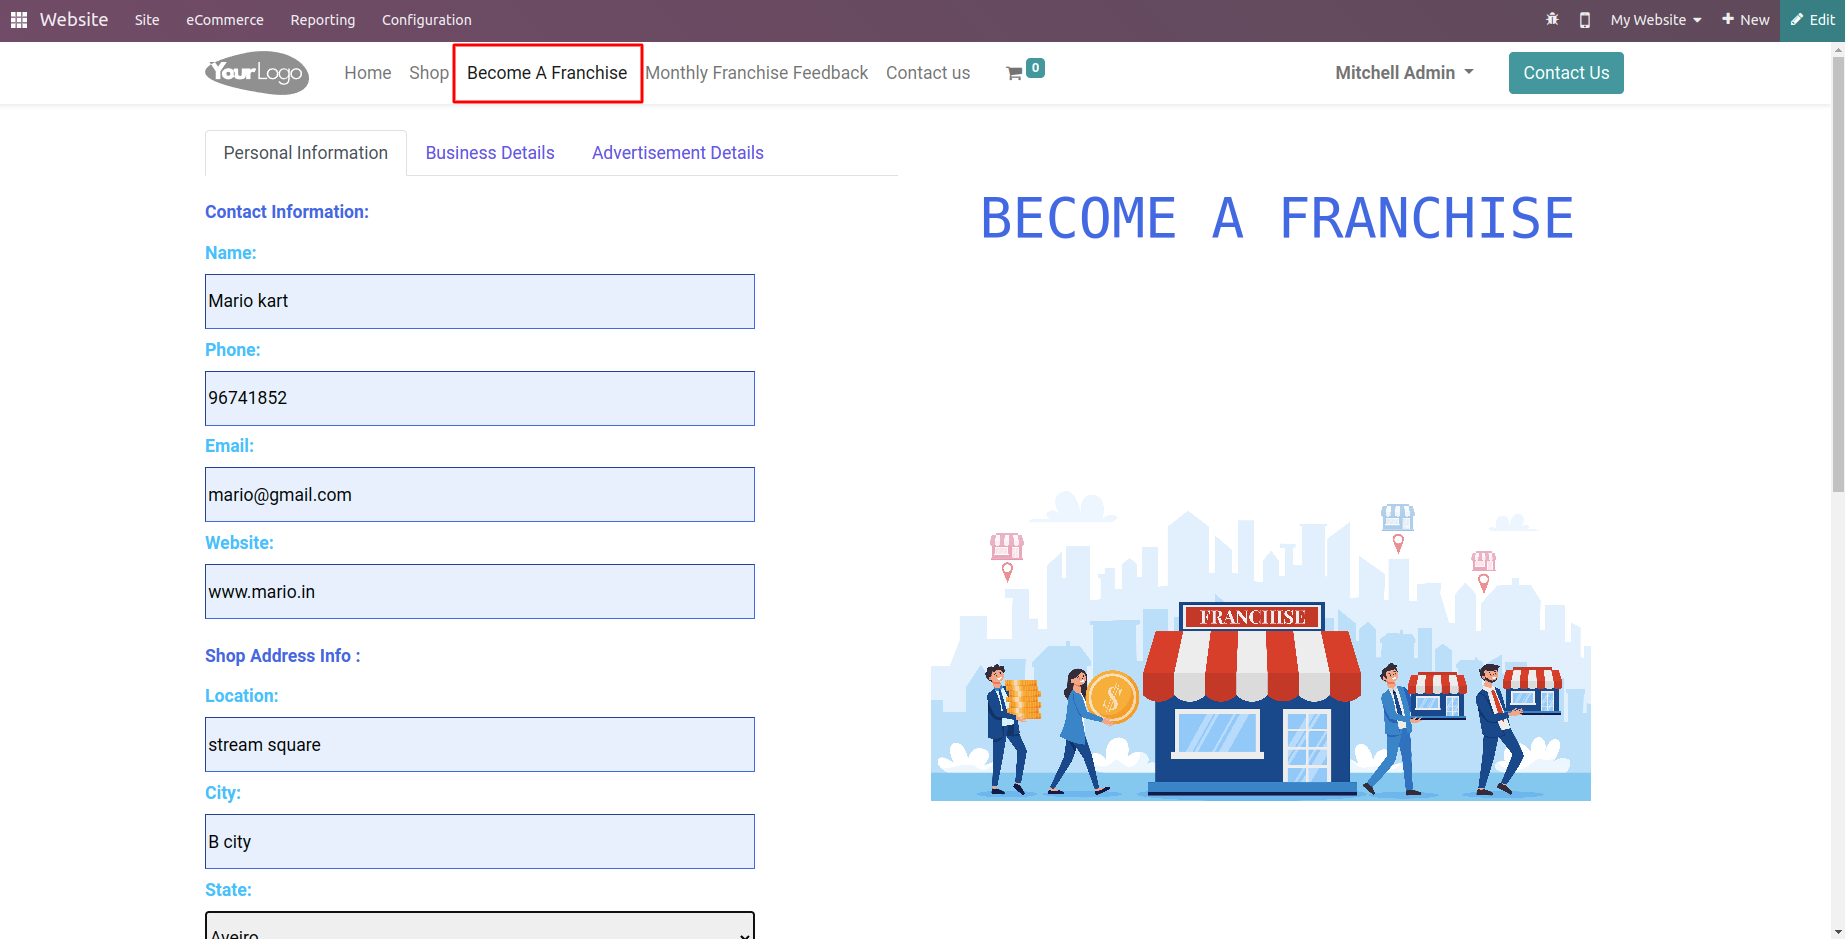 Website Site eCommerce Reporting Configuration My Website New Edit
YourLogo Home Shop Become A Franchise Monthly Franchise Feedback Contact us 0 Mitchell Admin Contact Us
Personal Information Business Details Advertisement Details
BECOME A FRANCHISE
Contact Information:
Name:
Mario kart
Phone:
96741852
Email:
mario@gmail.com
Website:
www.mario.in
Shop Address Info :
Location:
stream square
City:
B city
State:
Aveiro
FRANCHISE
$